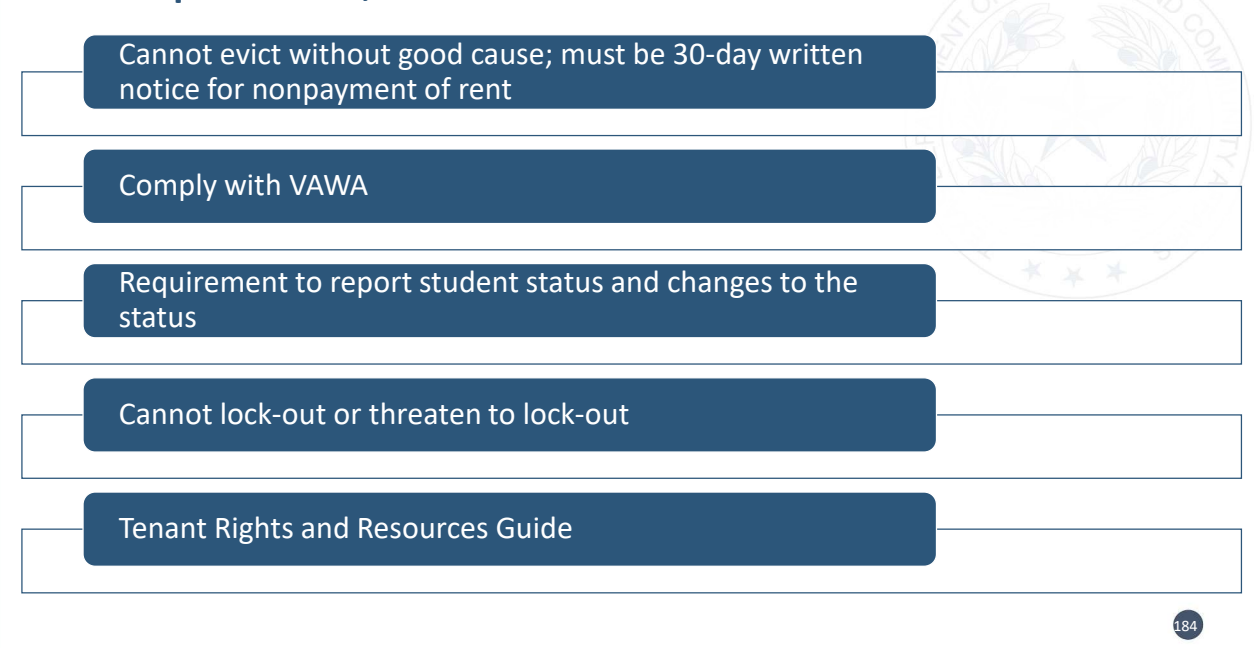 Cannot evict without good cause; must be 30-day written
notice for nonpayment of rent
Comply with VAWA
Requirement to report student status and changes to the
status
Cannot lock-out or threaten to lock-out
Tenant Rights and Resources Guide
184